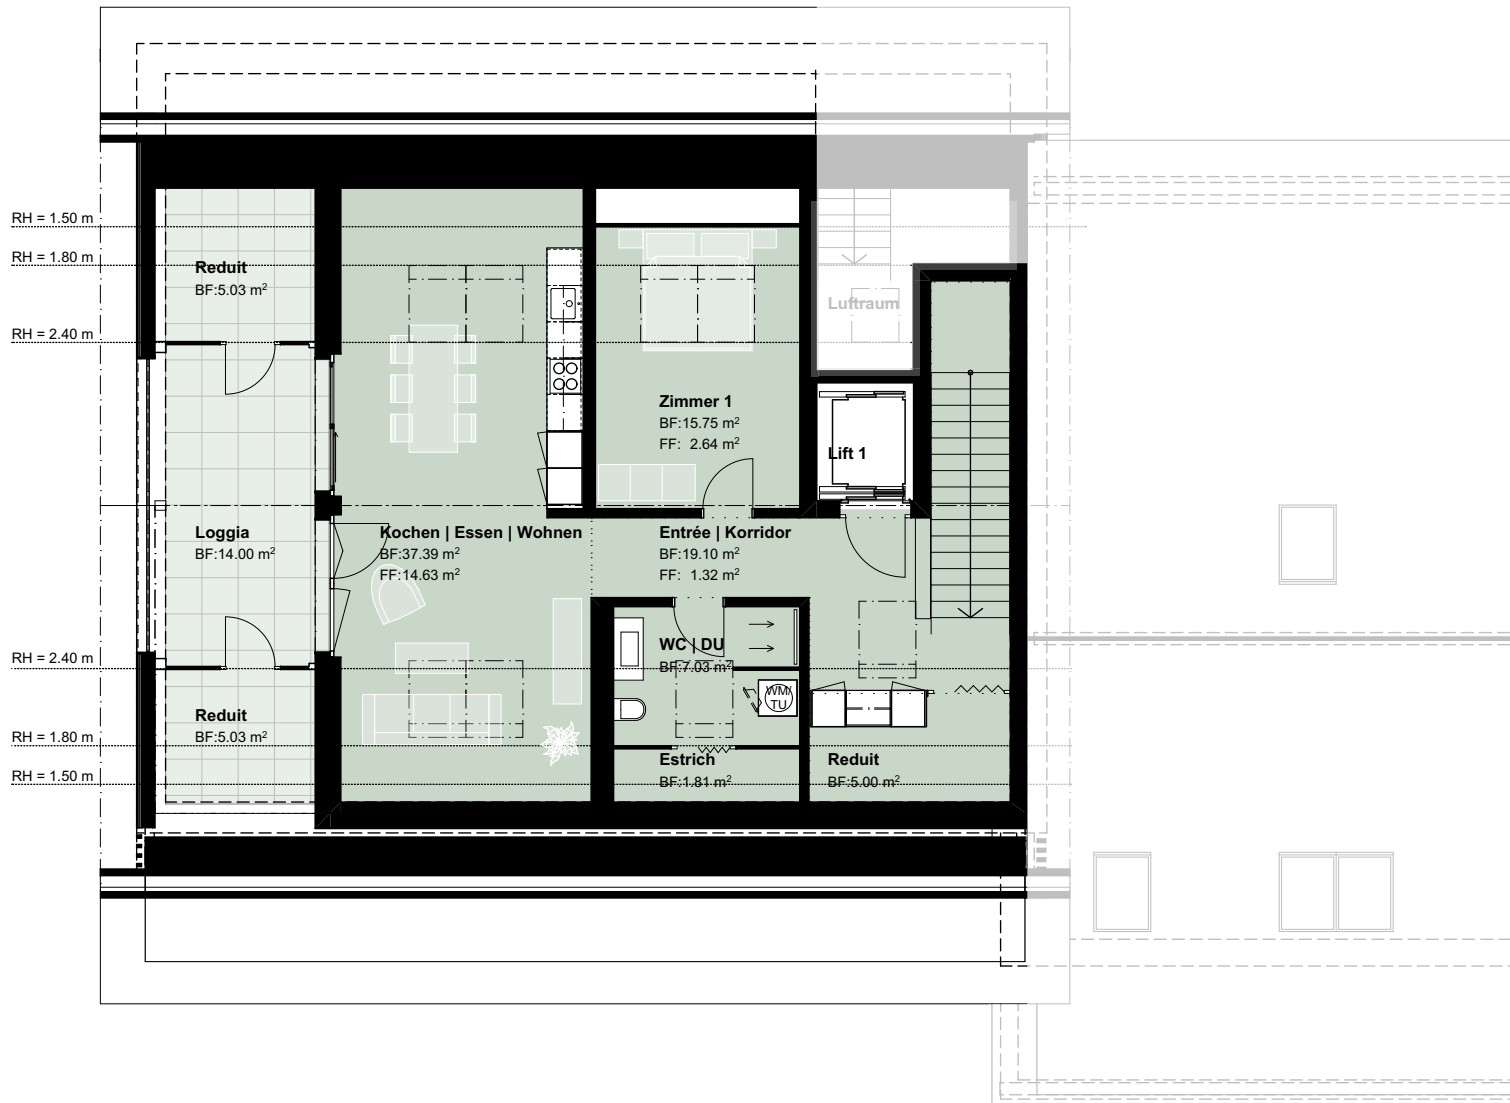 RH = 1.50 m
RH = 1.80 m
RH = 2.40 m
Reduit
BF:5.03 m²
Luftraum
Zimmer 1
BF:15.75 m²
FF: 2.64 m²
Lift 1
Loggia
BF:14.00 m²
Kochen | Essen | Wohnen
BF:37.39 m²
FF:14.63 m²
Entrée | Korridor
BF:19.10 m²
FF: 1.32 m²
WC | DU
BF:7.03 m²
WM/
TU
RH = 2.40 m
RH = 1.80 m
RH = 1.50 m
Reduit
BF:5.03 m²
Estrich
BF:1.81 m²
Reduit
BF:5.00 m²